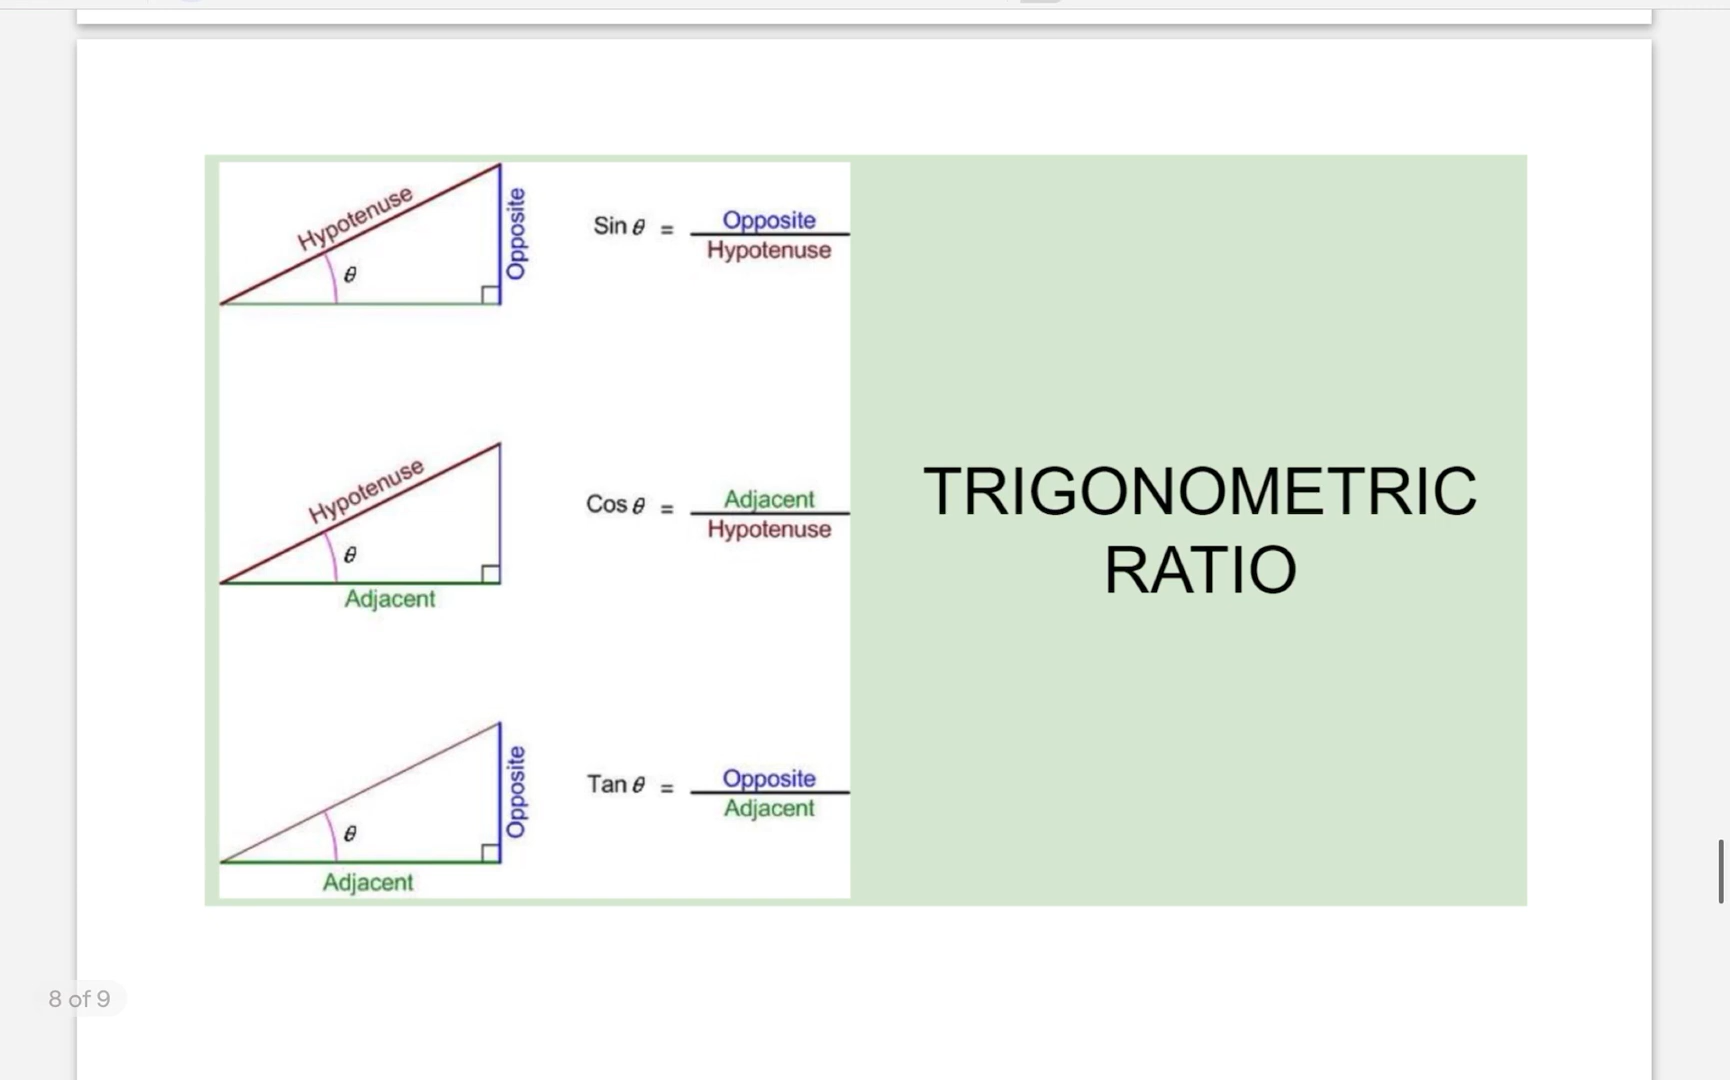 Hypotenuse
θ
Opposite
Sin θ = Opposite
Hypotenuse
Hypotenuse
θ
Adjacent
Cos θ = Adjacent
Hypotenuse
TRIGONOMETRIC
RATIO
θ
Opposite
Adjacent
Tan θ = Opposite
Adjacent
8 of 9